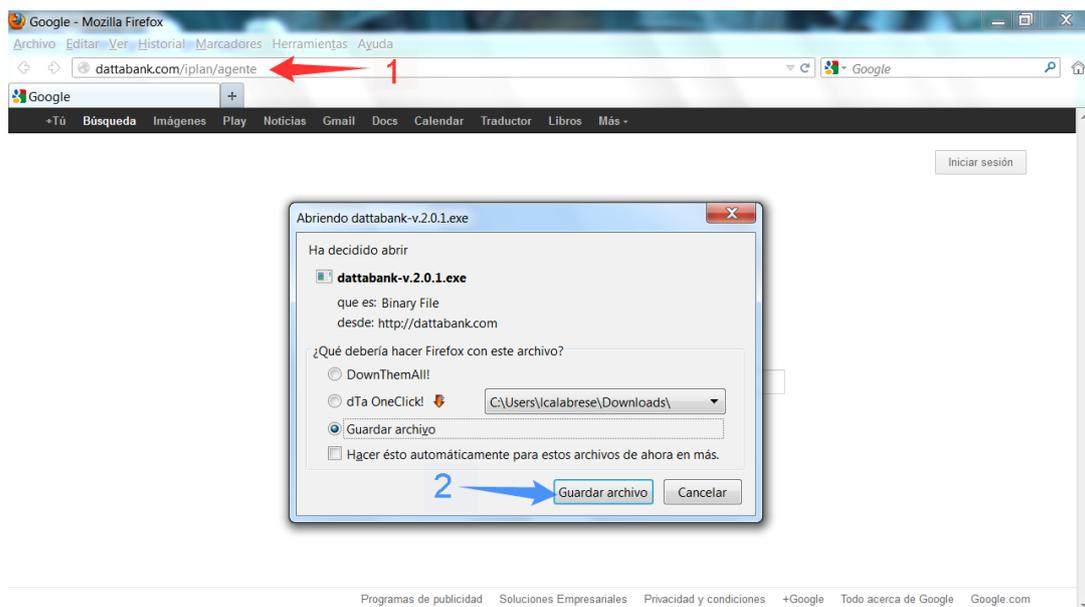 Google - Mozilla Firefox
Archivo Editar Ver Historial Marcadores Herramientas Ayuda
dattabank.com/iplan/agente 1 Google
Google +
+Tú Búsqueda Imágenes Play Noticias Gmail Docs Calendar Traductor Libros Más
Iniciar sesión
Abriendo dattabank-v.2.0.1.exe
Ha decidido abrir
dattabank-v.2.0.1.exe
que es: Binary File
desde: http://dattabank.com
¿Qué debería hacer Firefox con este archivo?
DownThemAll!
dTa OneClick! C:\Users\lcalabrese\Downloads\
Guardar archivo
Hacer ésto automáticamente para estos archivos de ahora en más.
2 Guardar archivo Cancelar
Programas de publicidad Soluciones Empresariales Privacidad y condiciones +Google Todo acerca de Google Google.com